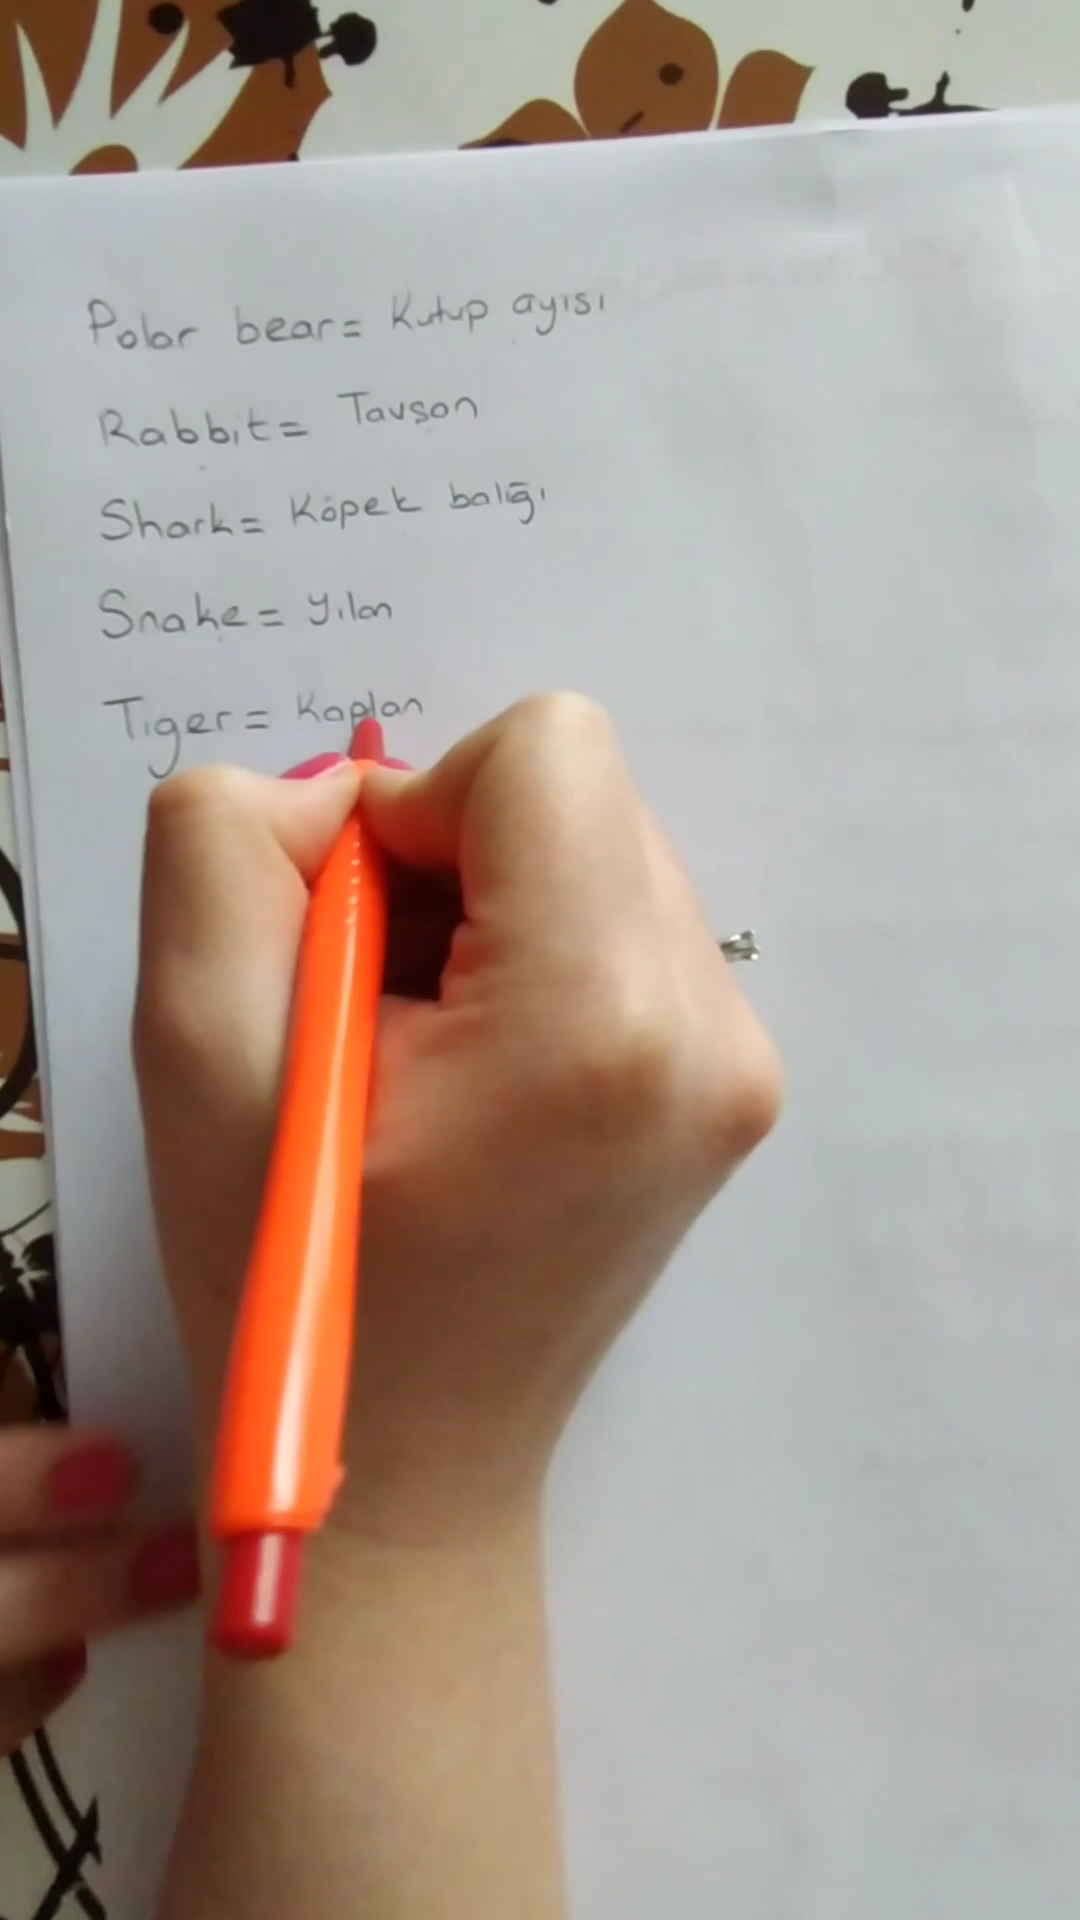 Polar bear= Kutup ayısı
Rabbit= Tavşan
Shark= Köpek balığı
Snake= Yılan
Tiger= Kaplan